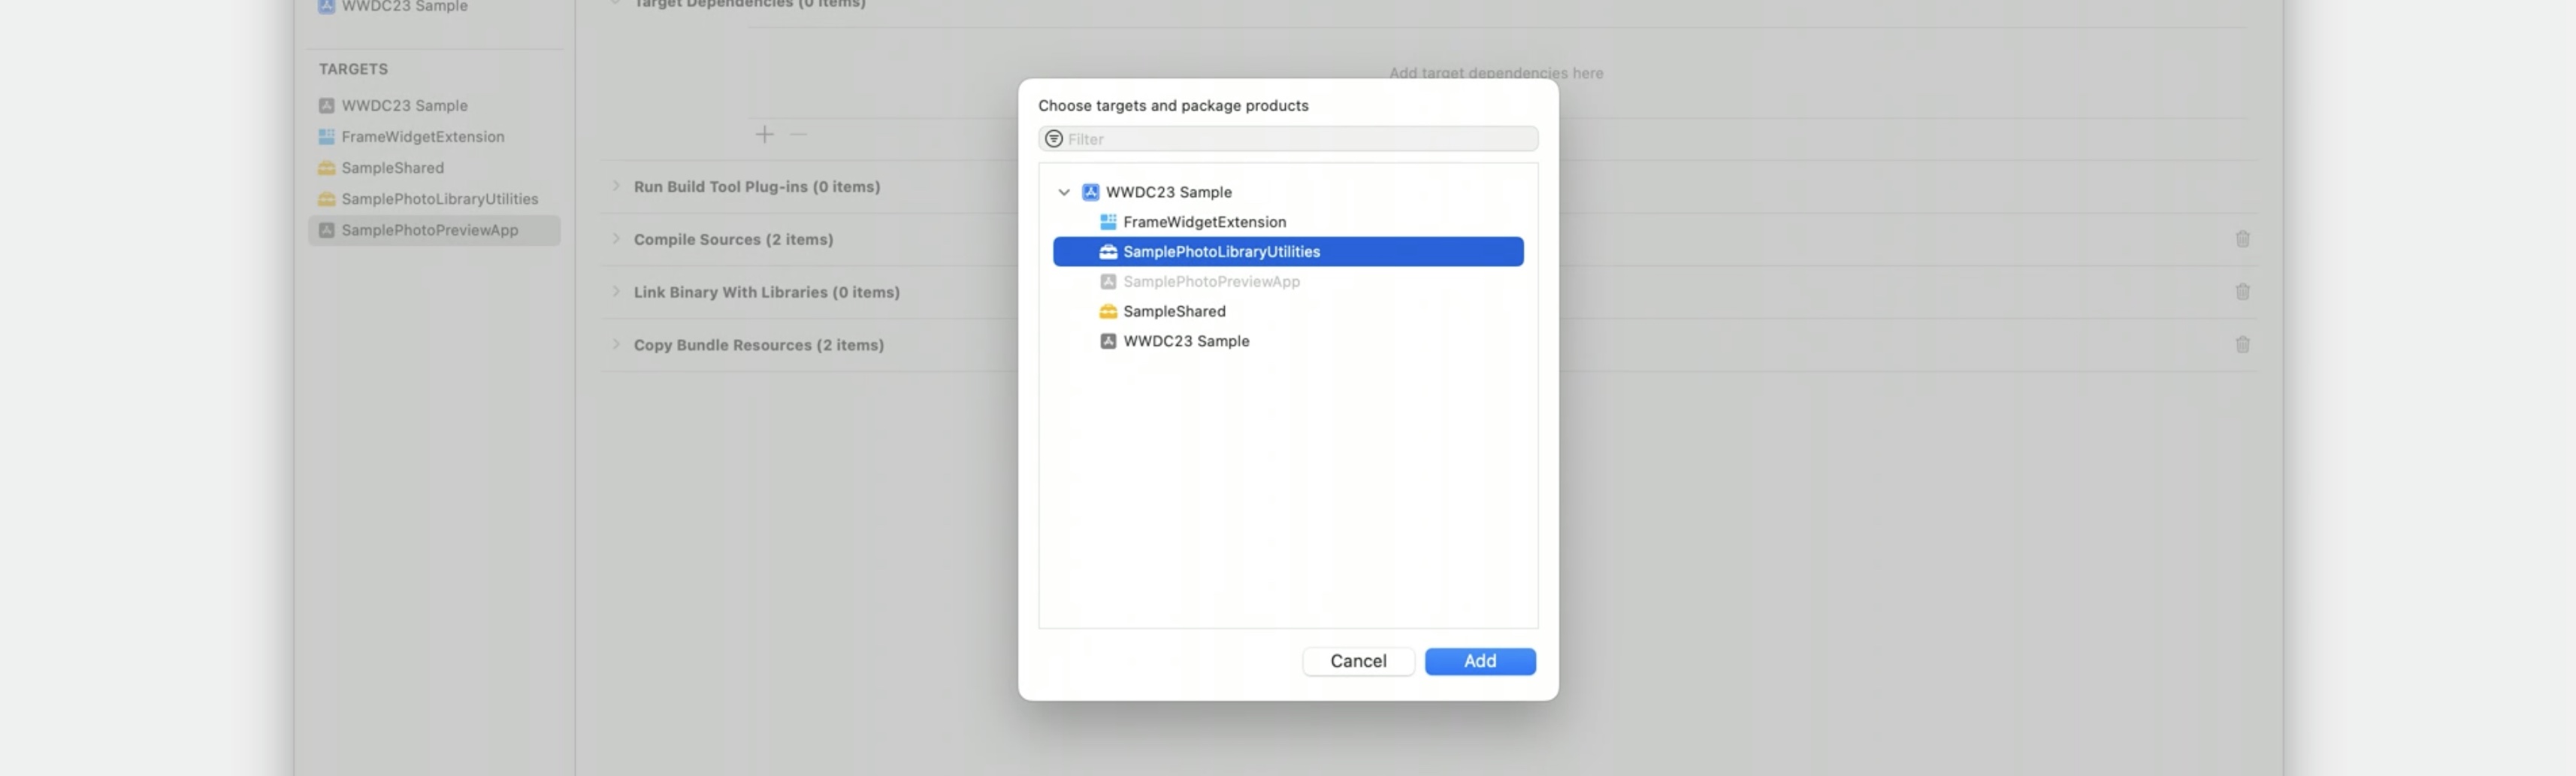 WWDC23 Sample
TARGETS
WWDC23 Sample
FrameWidgetExtension
SampleShared
SamplePhotoLibraryUtilities
SamplePhotoPreviewApp
Target Dependencies (0 items)
Add target dependencies here
Run Build Tool Plug-ins (0 items)
Compile Sources (2 items)
Link Binary With Libraries (0 items)
Copy Bundle Resources (2 items)
Choose targets and package products
Filter
WWDC23 Sample
FrameWidgetExtension
SamplePhotoLibraryUtilities
SamplePhotoPreviewApp
SampleShared
WWDC23 Sample
Cancel
Add